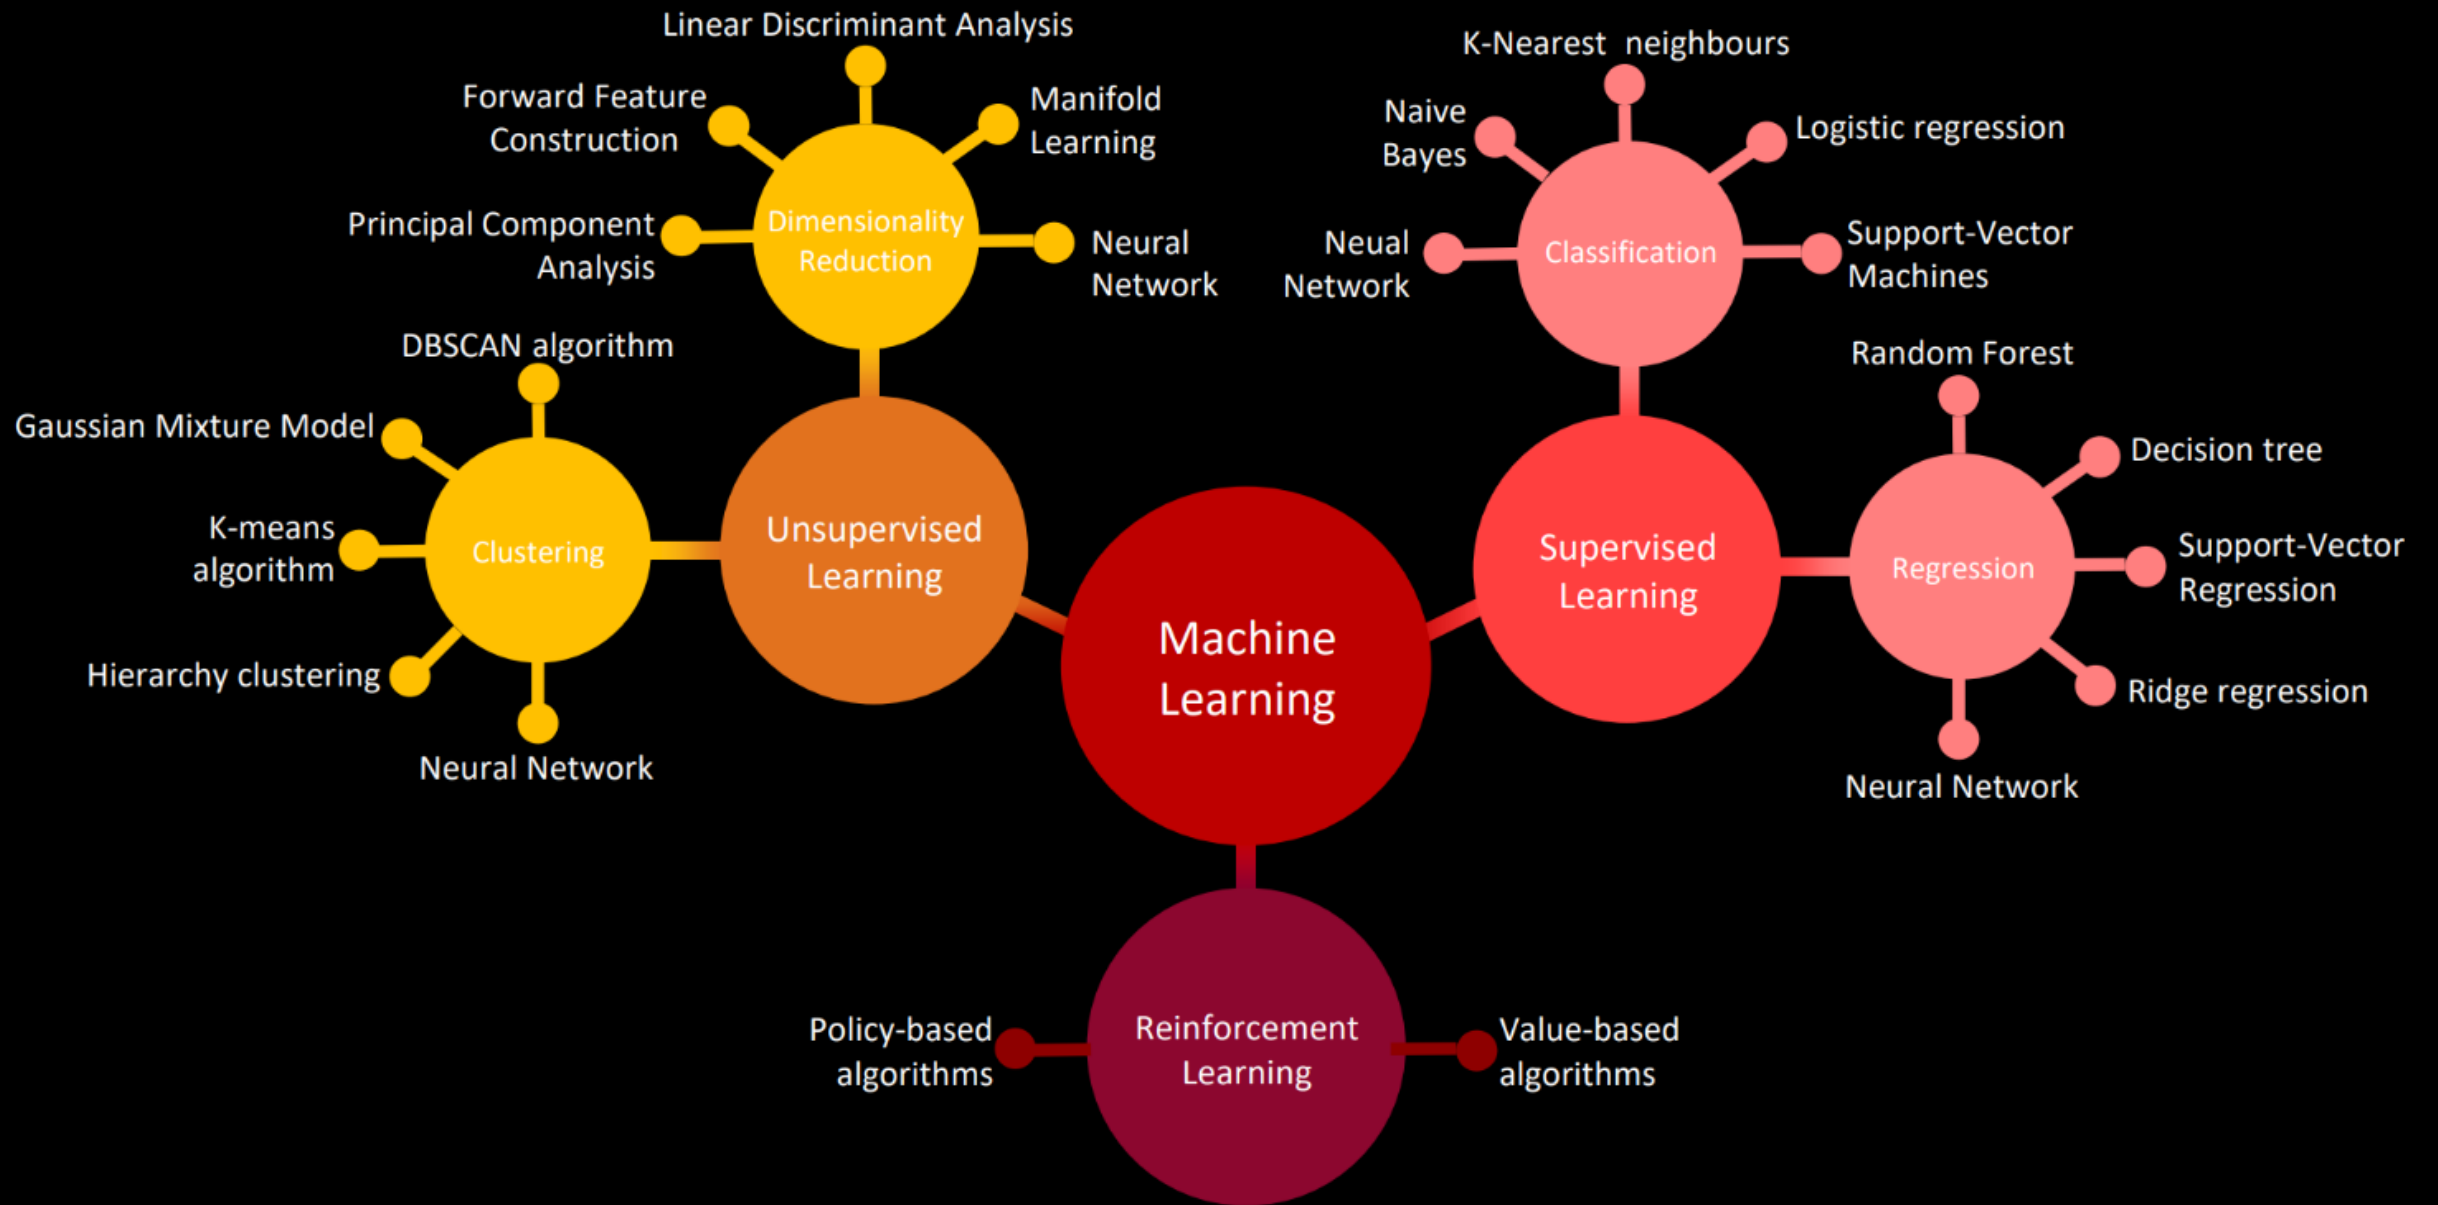 Linear Discriminant Analysis
Forward Feature
Construction
Manifold
Learning
Principal Component
Analysis
Dimensionality
Reduction
Neural
Network
DBSCAN algorithm
Gaussian Mixture Model
K-means
algorithm
Clustering
Hierarchy clustering
Neural Network
Unsupervised
Learning
Machine
Learning
K-Nearest  neighbours
Naive
Bayes
Logistic regression
Neual
Network
Classification
Support-Vector
Machines
Supervised
Learning
Random Forest
Decision tree
Regression
Support-Vector
Regression
Ridge regression
Neural Network
Policy-based
algorithms
Reinforcement
Learning
Value-based
algorithms